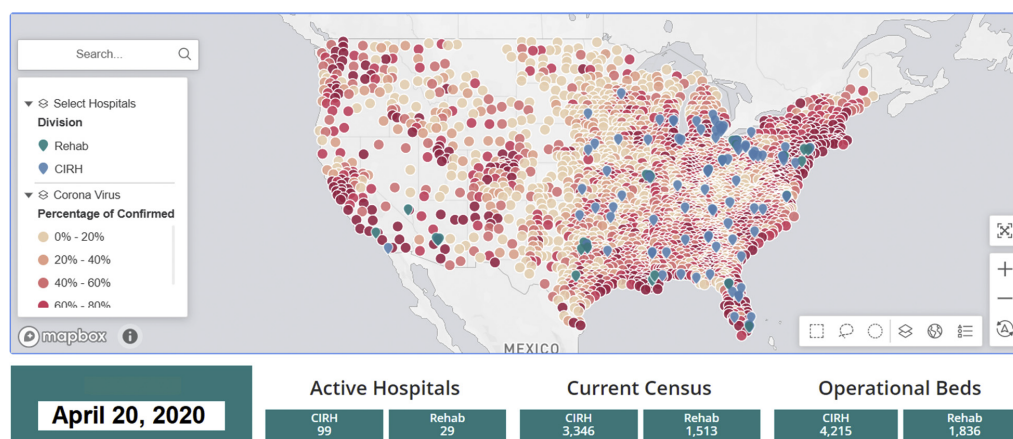 Search...
Select Hospitals
Division
Rehab
CIRH
Corona Virus
Percentage of Confirmed
0% - 20%
20% - 40%
40% - 60%
60% - 80%
mapbox
MEXICO
April 20, 2020
Active Hospitals
CIRH
99
Rehab
29
Current Census
CIRH
3,346
Rehab
1,513
Operational Beds
CIRH
4,215
Rehab
1,836